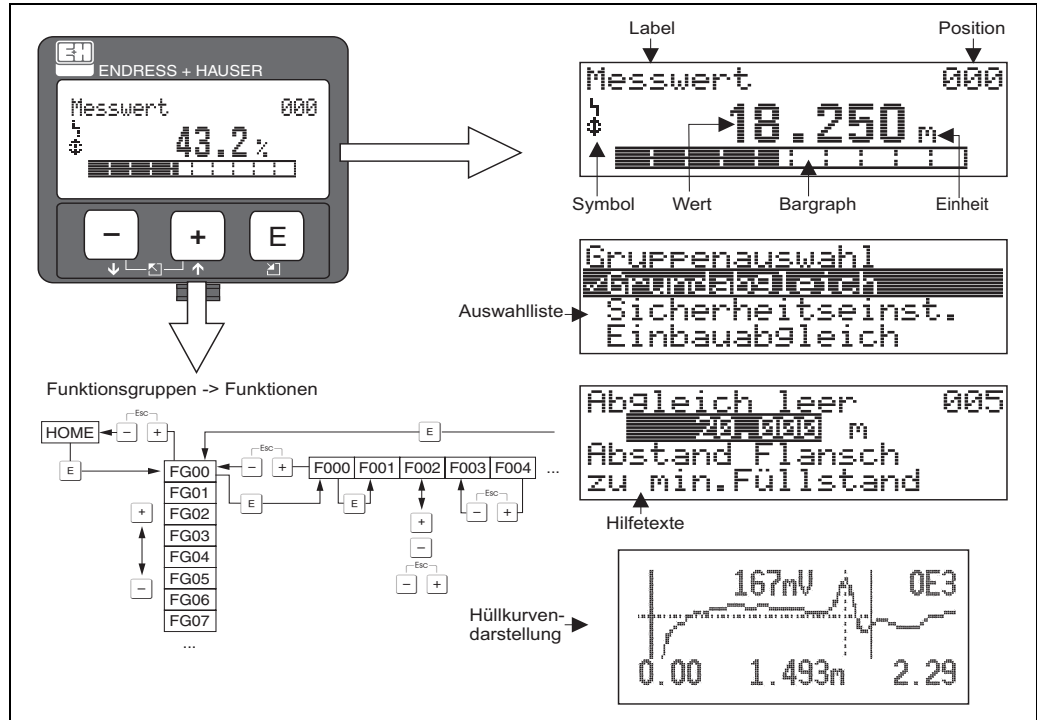 ENDRESS + HAUSER
Messwert 000
43.2 %
– + E
Label Position
Messwert 000
18.250 m
Symbol Wert Bargraph Einheit
Gruppenauswahl
Grundabgleich
Sicherheitseinst.
Einbauabgleich
Auswahlliste
Abgleich leer 005
20.000 m
Abstand Flansch
zu min.Füllstand
Hilfetexte
167mV 0E3
0.00 1.493m 2.29
Hüllkurven-
darstellung
Funktionsgruppen -> Funktionen
HOME
Esc
– +
E
E
FG00
FG01
FG02
FG03
FG04
FG05
FG06
FG07
...
+
–
Esc
– +
E
F000 F001 F002 F003 F004 ...
E
+
–
Esc
– +
Esc
– +